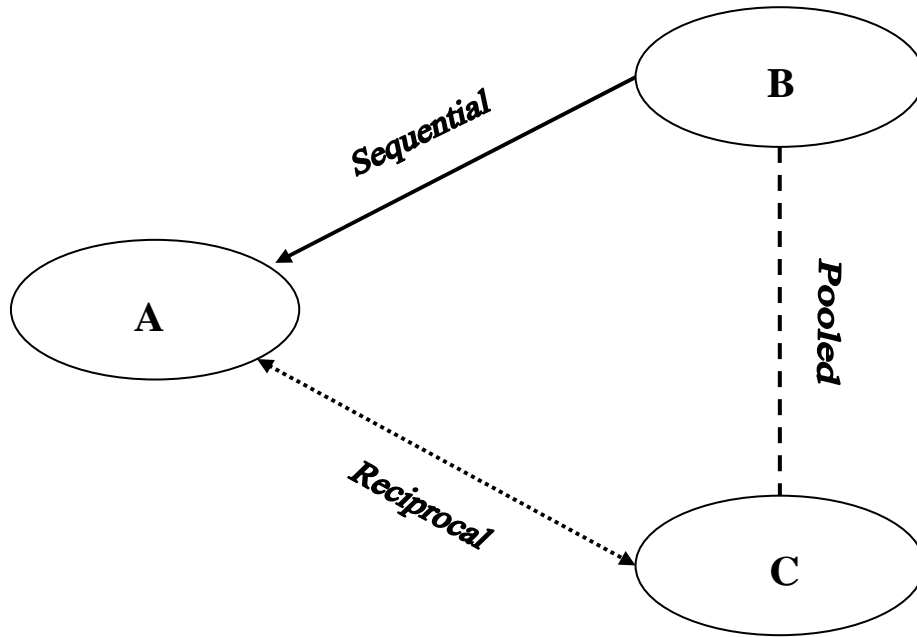 B
Sequential
A
Pooled
Reciprocal
C